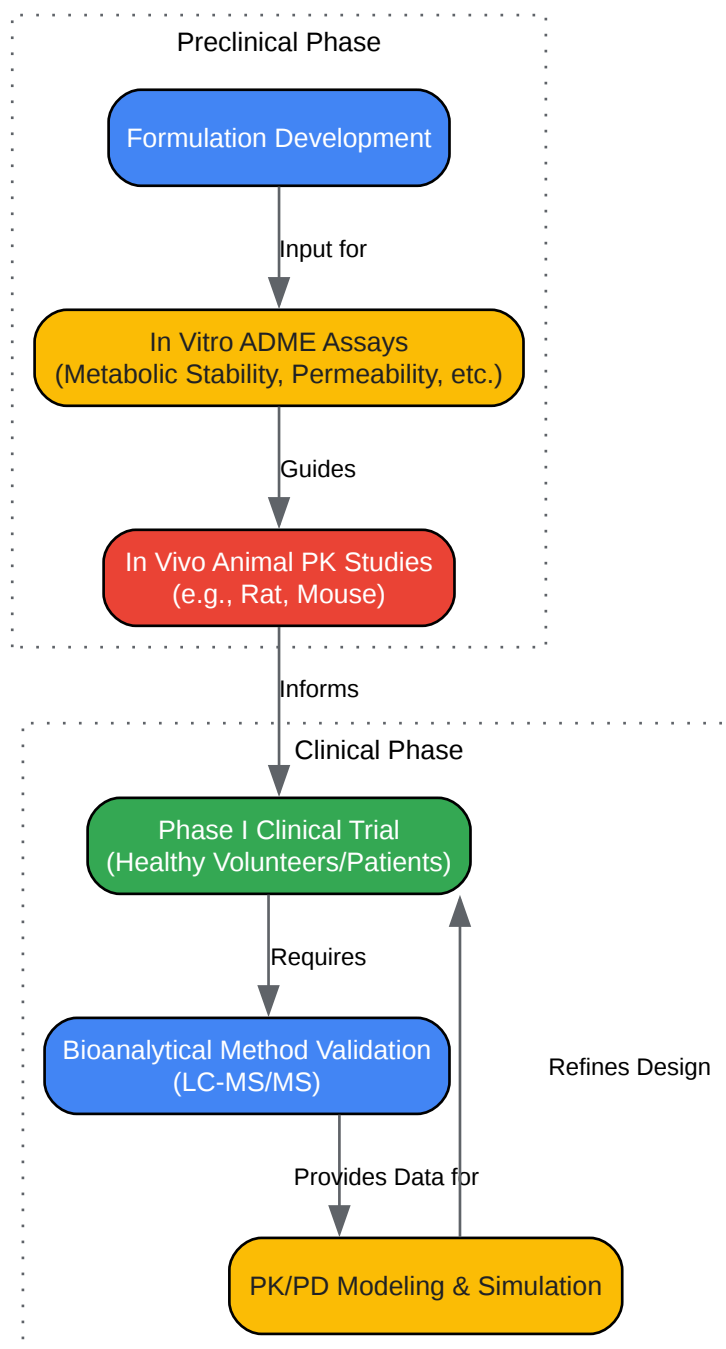 Preclinical Phase
Formulation Development
Input for
In Vitro ADME Assays
(Metabolic Stability, Permeability, etc.)
Guides
In Vivo Animal PK Studies
(e.g., Rat, Mouse)
Informs
Clinical Phase
Phase I Clinical Trial
(Healthy Volunteers/Patients)
Requires
Bioanalytical Method Validation
(LC-MS/MS)
Refines Design
Provides Data for
PK/PD Modeling & Simulation